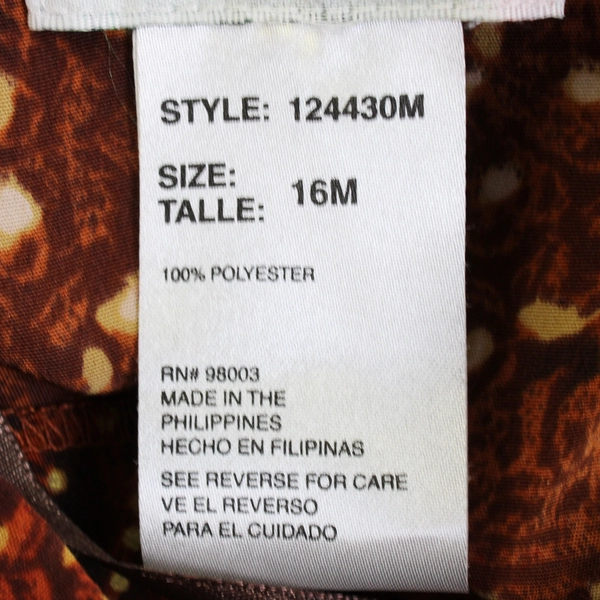 STYLE: 124430M
SIZE:
TALLE: 16M
100% POLYESTER
RN# 98003
MADE IN THE
PHILIPPINES
HECHO EN FILIPINAS
SEE REVERSE FOR CARE
VE EL REVERSO
PARA EL CUIDADO